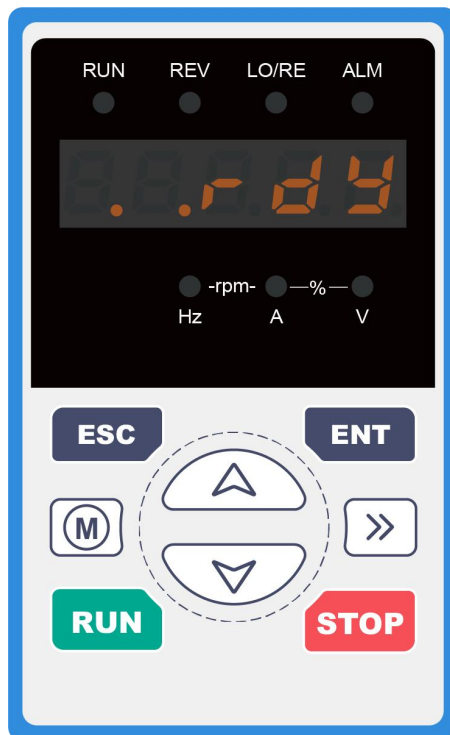 RUN REV LO/RE ALM
..rdy
-rpm- —%—
Hz A V
ESC ENT
M
RUN STOP